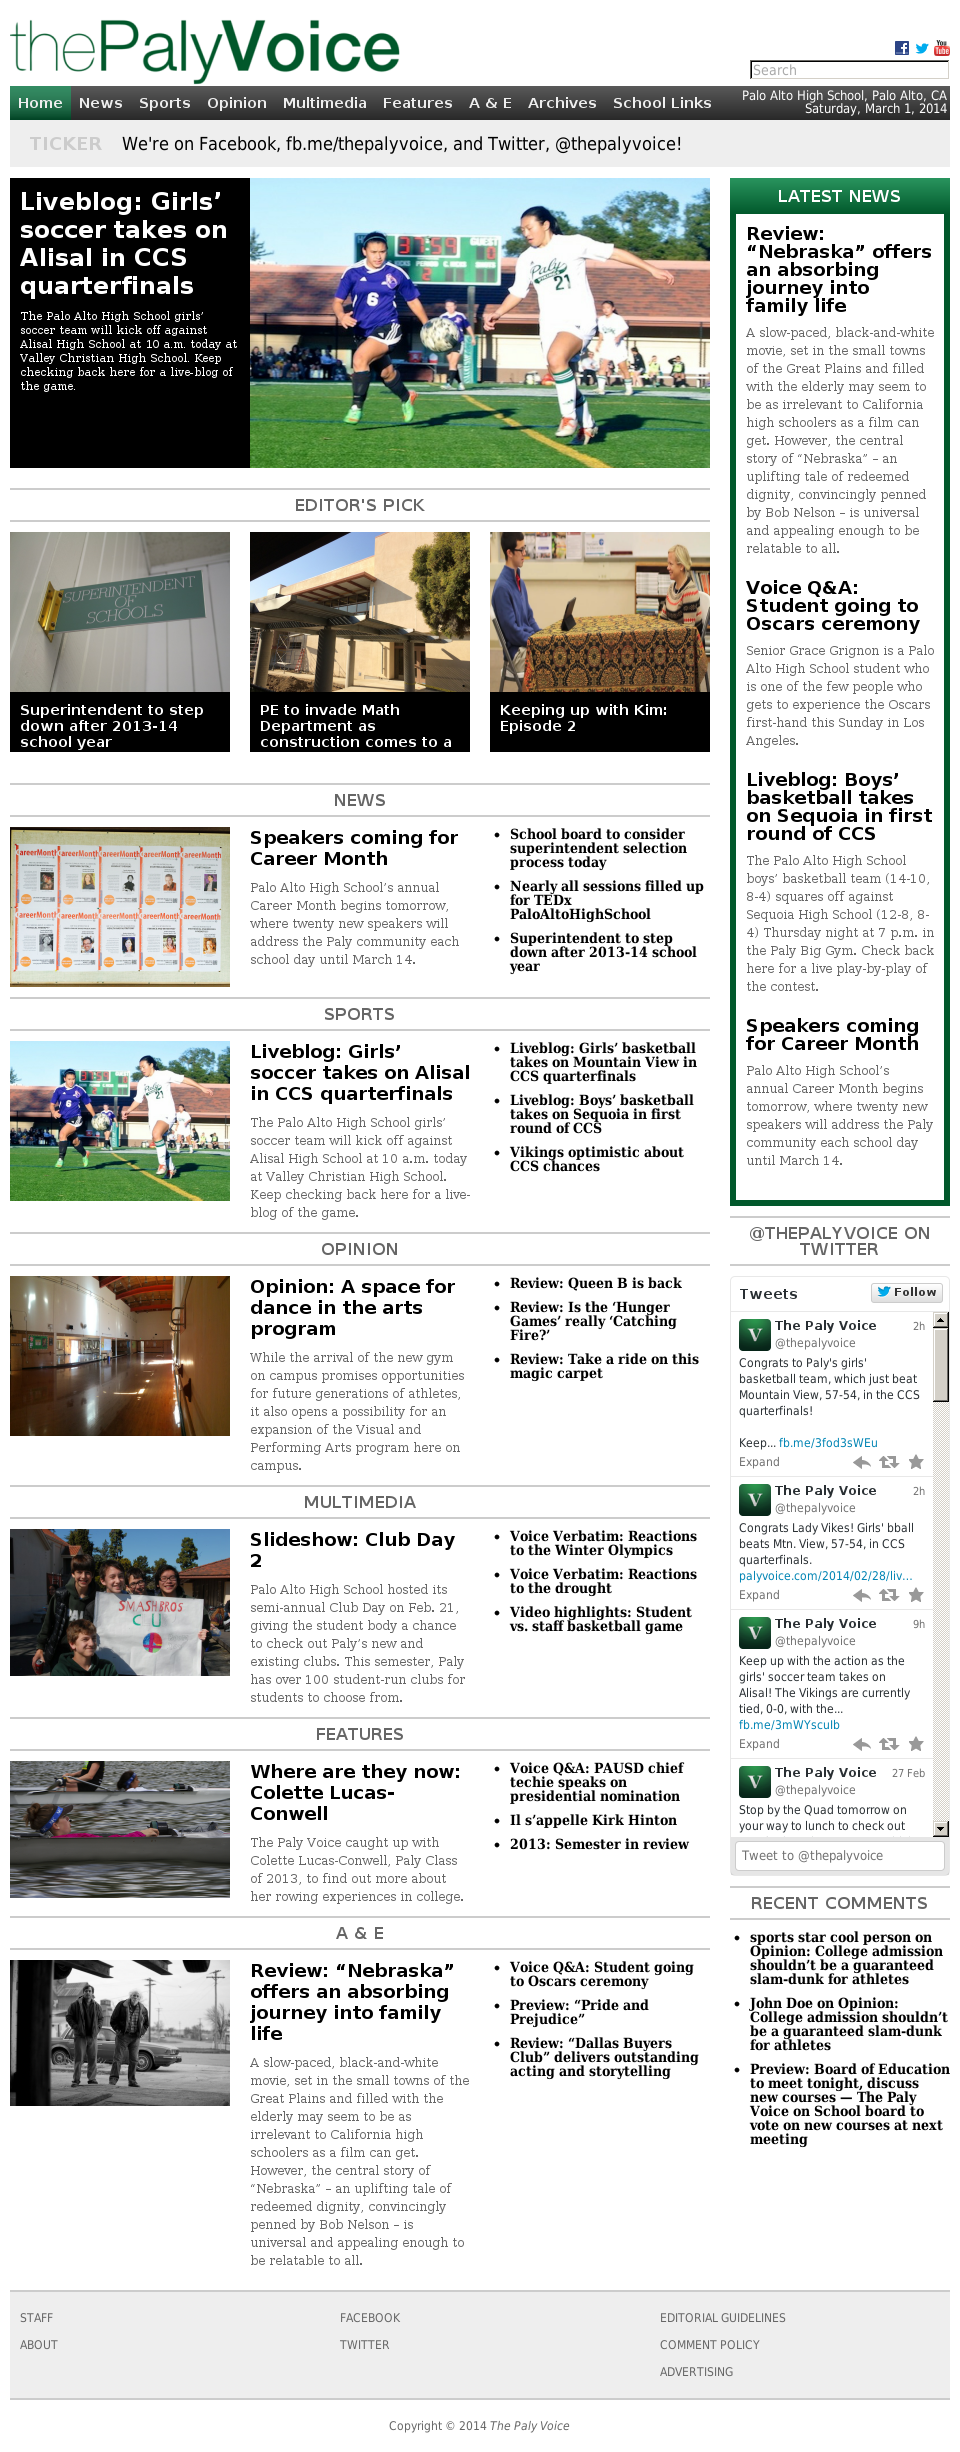 thePalyVoice
Search
Home News Sports Opinion Multimedia Features A & E Archives School Links
Palo Alto High School, Palo Alto, CA
Saturday, March 1, 2014
TICKER We're on Facebook, fb.me/thepalyvoice, and Twitter, @thepalyvoice!
Liveblog: Girls’
soccer takes on
Alisal in CCS
quarterfinals
The Palo Alto High School girls’
soccer team will kick off against
Alisal High School at 10 a.m. today at
Valley Christian High School. Keep
checking back here for a live-blog of
the game.
31:59
GUEST
6
Paly
21
EDITOR'S PICK
SUPERINTENDENT
OF
SCHOOLS
Superintendent to step
down after 2013-14
school year
PE to invade Math
Department as
construction comes to a
Keeping up with Kim:
Episode 2
NEWS
Speakers coming for
Career Month
Palo Alto High School’s annual
Career Month begins tomorrow,
where twenty new speakers will
address the Paly community each
school day until March 14.
• School board to consider
superintendent selection
process today
• Nearly all sessions filled up
for TEDx
PaloAltoHighSchool
• Superintendent to step
down after 2013-14 school
year
SPORTS
Liveblog: Girls’
soccer takes on Alisal
in CCS quarterfinals
The Palo Alto High School girls’
soccer team will kick off against
Alisal High School at 10 a.m. today
at Valley Christian High School.
Keep checking back here for a live-
blog of the game.
• Liveblog: Girls’ basketball
takes on Mountain View in
CCS quarterfinals
• Liveblog: Boys’ basketball
takes on Sequoia in first
round of CCS
• Vikings optimistic about
CCS chances
OPINION
Opinion: A space for
dance in the arts
program
While the arrival of the new gym
on campus promises opportunities
for future generations of athletes,
it also opens a possibility for an
expansion of the Visual and
Performing Arts program here on
campus.
• Review: Queen B is back
• Review: Is the ‘Hunger
Games’ really ‘Catching
Fire?’
• Review: Take a ride on this
magic carpet
MULTIMEDIA
SMASHBROS
CU
Slideshow: Club Day
2
Palo Alto High School hosted its
semi-annual Club Day on Feb. 21,
giving the student body a chance
to check out Paly’s new and
existing clubs. This semester, Paly
has over 100 student-run clubs for
students to choose from.
• Voice Verbatim: Reactions
to the Winter Olympics
• Voice Verbatim: Reactions
to the drought
• Video highlights: Student
vs. staff basketball game
FEATURES
Where are they now:
Colette Lucas-
Conwell
The Paly Voice caught up with
Colette Lucas-Conwell, Paly Class
of 2013, to find out more about
her rowing experiences in college.
• Voice Q&A: PAUSD chief
techie speaks on
presidential nomination
• Il s’appelle Kirk Hinton
• 2013: Semester in review
A & E
Review: “Nebraska”
offers an absorbing
journey into family
life
A slow-paced, black-and-white
movie, set in the small towns of the
Great Plains and filled with the
elderly may seem to be as
irrelevant to California high
schoolers as a film can get.
However, the central story of
“Nebraska” – an uplifting tale of
redeemed dignity, convincingly
penned by Bob Nelson – is
universal and appealing enough to
be relatable to all.
• Voice Q&A: Student going
to Oscars ceremony
• Preview: “Pride and
Prejudice”
• Review: “Dallas Buyers
Club” delivers outstanding
acting and storytelling
LATEST NEWS
Review:
“Nebraska” offers
an absorbing
journey into
family life
A slow-paced, black-and-white
movie, set in the small towns
of the Great Plains and filled
with the elderly may seem to
be as irrelevant to California
high schoolers as a film can
get. However, the central
story of “Nebraska” – an
uplifting tale of redeemed
dignity, convincingly penned
by Bob Nelson – is universal
and appealing enough to be
relatable to all.
Voice Q&A:
Student going to
Oscars ceremony
Senior Grace Grignon is a Palo
Alto High School student who
is one of the few people who
gets to experience the Oscars
first-hand this Sunday in Los
Angeles.
Liveblog: Boys’
basketball takes
on Sequoia in first
round of CCS
The Palo Alto High School
boys’ basketball team (14-10,
8-4) squares off against
Sequoia High School (12-8, 8-
4) Thursday night at 7 p.m. in
the Paly Big Gym. Check back
here for a live play-by-play of
the contest.
Speakers coming
for Career Month
Palo Alto High School’s
annual Career Month begins
tomorrow, where twenty new
speakers will address the Paly
community each school day
until March 14.
@THEPALYVOICE ON
TWITTER
Tweets Follow
The Paly Voice 2h
@thepalyvoice
Congrats to Paly's girls'
basketball team, which just beat
Mountain View, 57-54, in the CCS
quarterfinals!
Keep... fb.me/3fod3sWEu
Expand
The Paly Voice 2h
@thepalyvoice
Congrats Lady Vikes! Girls' bball
beats Mtn. View, 57-54, in CCS
quarterfinals.
palyvoice.com/2014/02/28/liv…
Expand
The Paly Voice 9h
@thepalyvoice
Keep up with the action as the
girls' soccer team takes on
Alisal! The Vikings are currently
tied, 0-0, with the...
fb.me/3mWYsculb
Expand
The Paly Voice 27 Feb
@thepalyvoice
Stop by the Quad tomorrow on
your way to lunch to check out
Tweet to @thepalyvoice
RECENT COMMENTS
• sports star cool person on
Opinion: College admission
shouldn’t be a guaranteed
slam-dunk for athletes
• John Doe on Opinion:
College admission shouldn’t
be a guaranteed slam-dunk
for athletes
• Preview: Board of Education
to meet tonight, discuss
new courses — The Paly
Voice on School board to
vote on new courses at next
meeting
STAFF
ABOUT
FACEBOOK
TWITTER
EDITORIAL GUIDELINES
COMMENT POLICY
ADVERTISING
Copyright © 2014 The Paly Voice